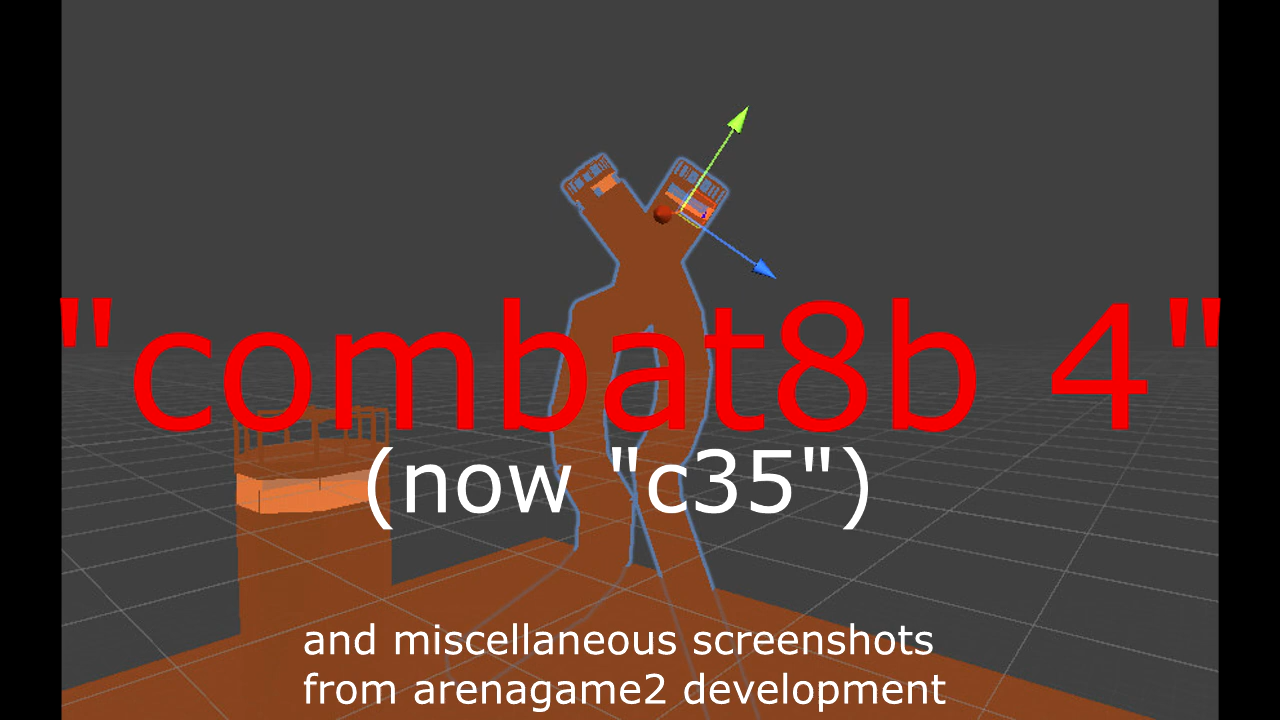 "combat8b 4"
(now "c35")
and miscellaneous screenshots
from arenagame2 development